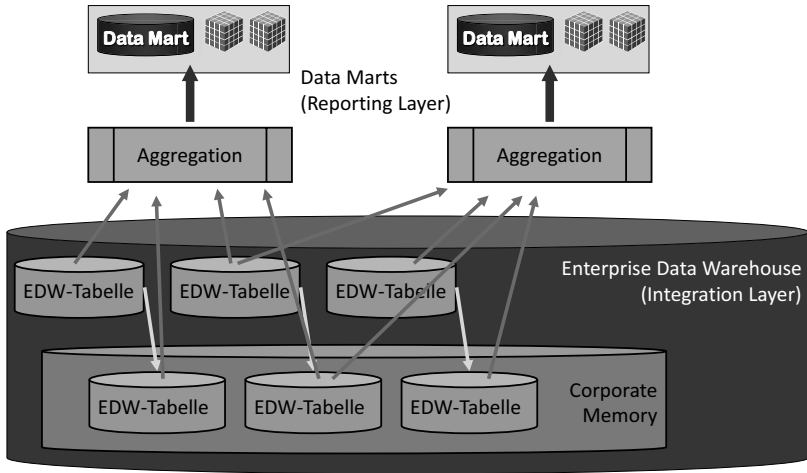 Data Mart
Data Mart
Data Marts
(Reporting Layer)
Aggregation
Aggregation
EDW-Tabelle
EDW-Tabelle
EDW-Tabelle
Enterprise Data Warehouse
(Integration Layer)
EDW-Tabelle
EDW-Tabelle
EDW-Tabelle
Corporate
Memory